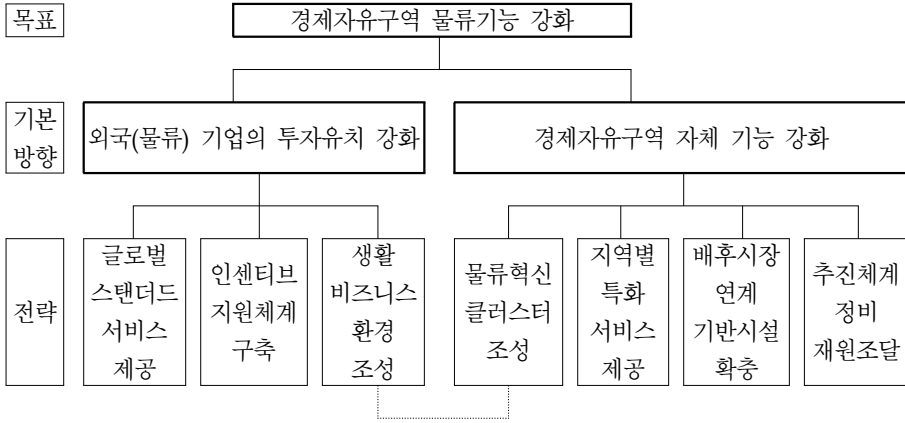 목표
경제자유구역 물류기능 강화
기본
방향
외국(물류) 기업의 투자유치 강화
경제자유구역 자체 기능 강화
전략
글로벌
스탠더드
서비스
제공
인센티브
지원체계
구축
생활
비즈니스
환경
조성
물류혁신
클러스터
조성
지역별
특화
서비스
제공
배후시장
연계
기반시설
확충
추진체계
정비
재원조달